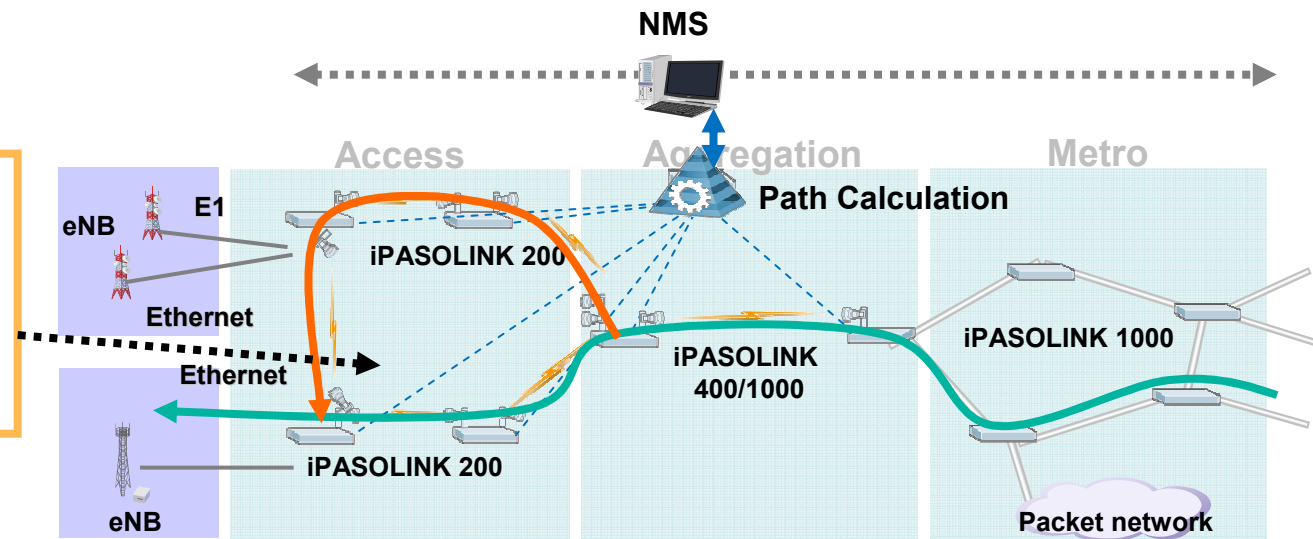 NMS
Access
Aggregation
Metro
Path Calculation
eNB
E1
iPASOLINK 200
Ethernet
Ethernet
iPASOLINK
400/1000
iPASOLINK 1000
iPASOLINK 200
eNB
Packet network